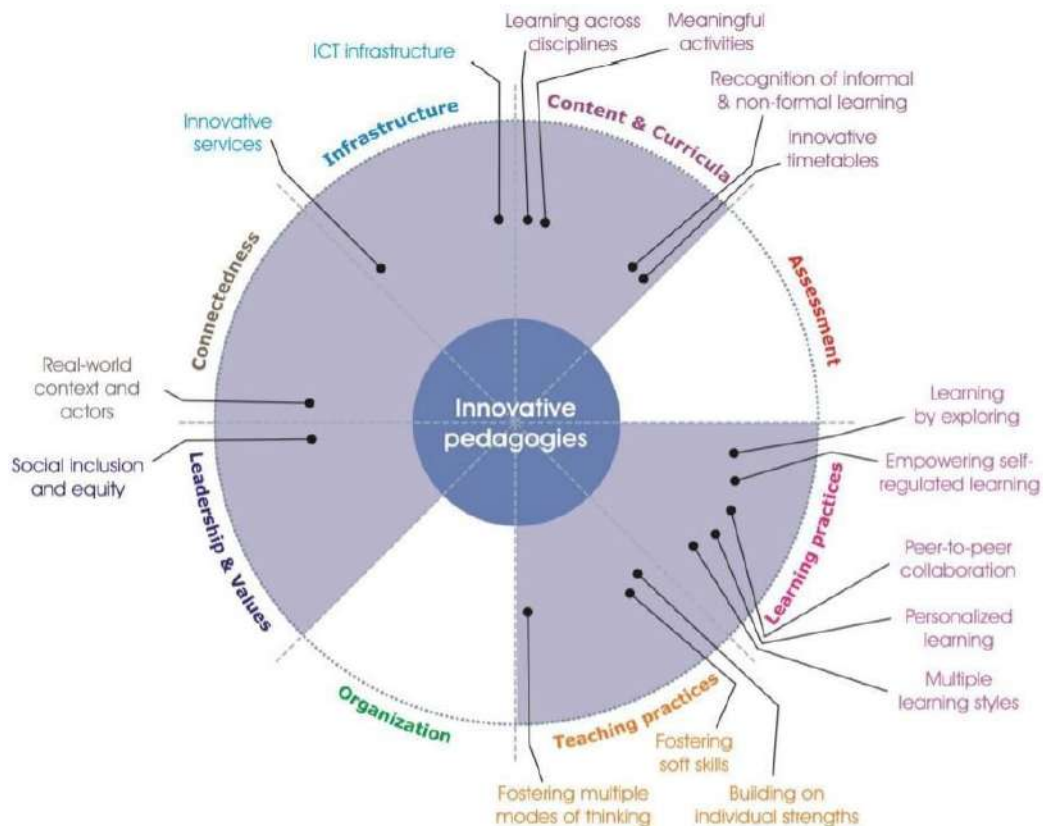 Learning across
disciplines
Meaningful
activities
ICT infrastructure
Recognition of informal
& non-formal learning
Innovative
timetables
Innovative
services
Infrastructure
Content & Curricula
Connectedness
Assessment
Real-world
context and
actors
Social inclusion
and equity
Innovative
pedagogies
Learning
by exploring
Empowering self-
regulated learning
Leadership & Values
Learning practices
Peer-to-peer
collaboration
Personalized
learning
Multiple
learning styles
Organization
Teaching practices
Fostering
soft skills
Fostering multiple
modes of thinking
Building on
individual strengths